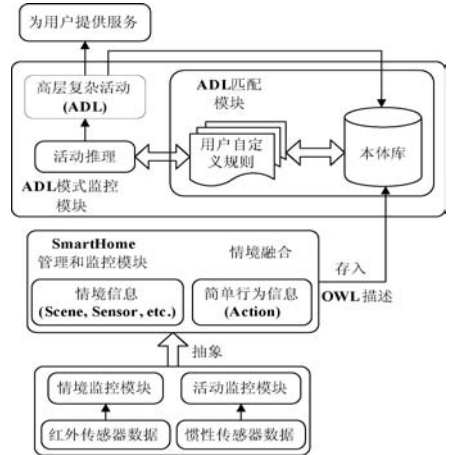 为用户提供服务
高层复杂活动
(ADL)
ADL匹配
模块
活动推理
用户自定
义规则
本体库
ADL模式监控
模块
SmartHome
管理和监控模块
情境融合
存入
情境信息
(Scene, Sensor, etc.)
简单行为信息
(Action)
OWL描述
抽象
情境监控模块
活动监控模块
红外传感器数据
惯性传感器数据